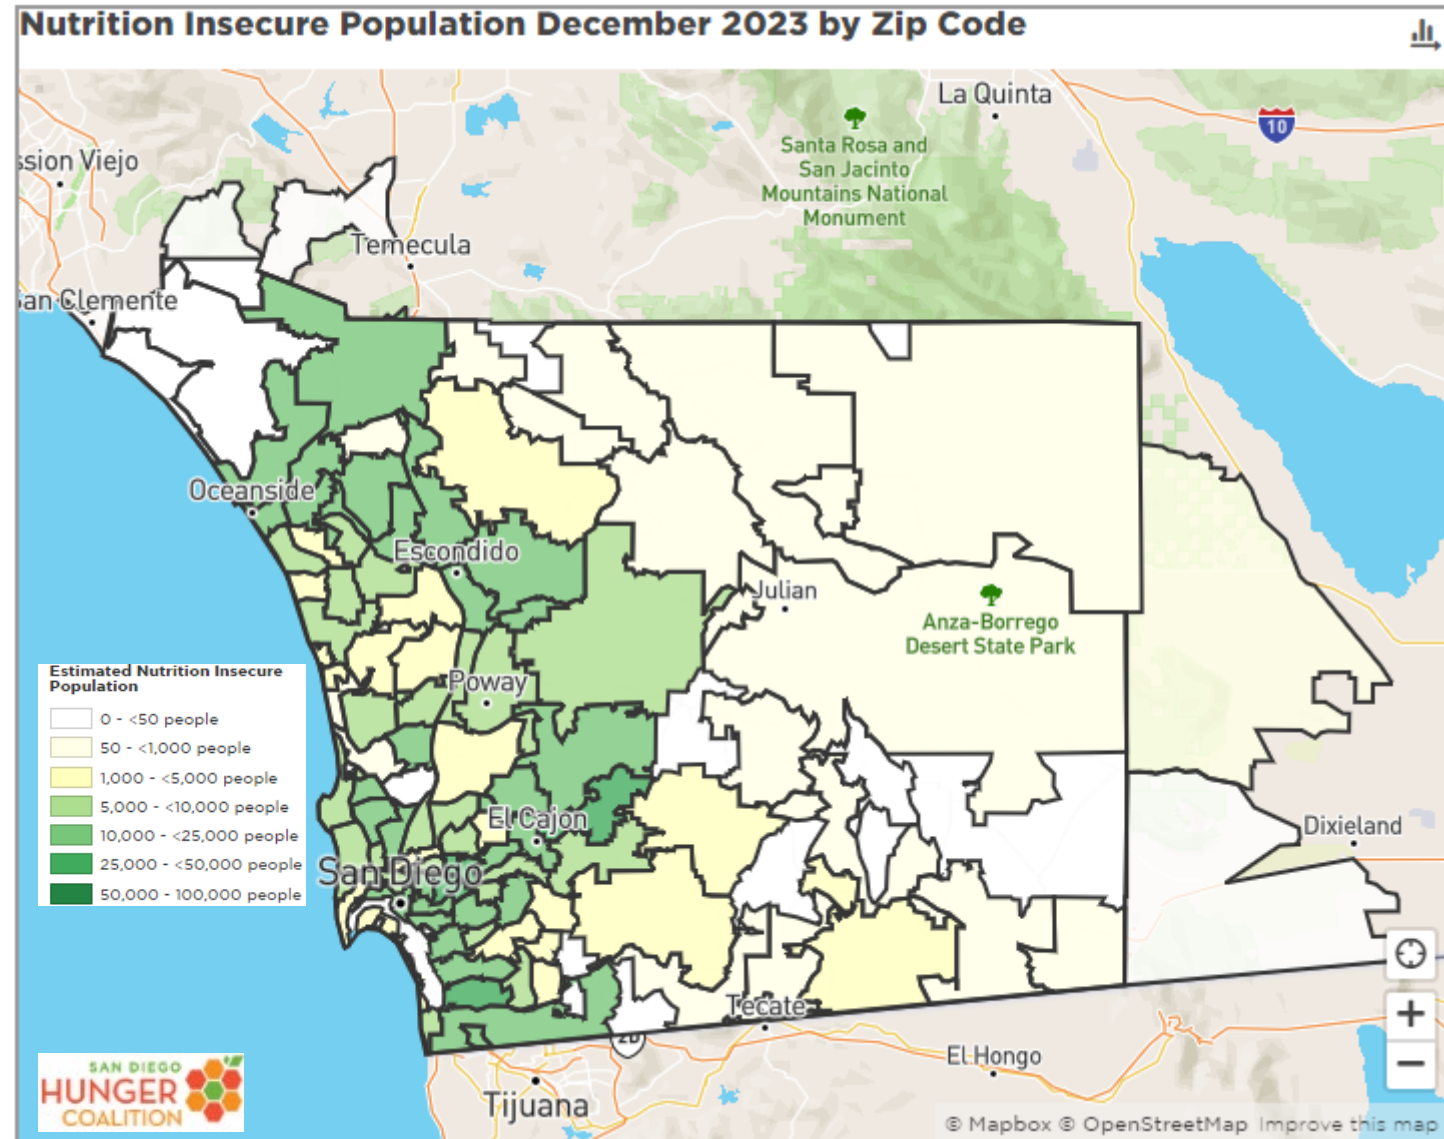 Nutrition Insecure Population December 2023 by Zip Code
La Quinta
10
Santa Rosa and
San Jacinto
Mountains National
Monument
ssion Viejo
Temecula
San Clemente
Oceanside
Escondido
Julian
Anza-Borrego
Desert State Park
Estimated Nutrition Insecure
Population
0 - <50 people
50 - <1,000 people
1,000 - <5,000 people
5,000 - <10,000 people
10,000 - <25,000 people
25,000 - <50,000 people
50,000 - 100,000 people
Poway
El Cajon
Dixieland
San Diego
Tecate
2D
El Hongo
Tijuana
SAN DIEGO
HUNGER
COALITION
+
−
© Mapbox © OpenStreetMap Improve this map